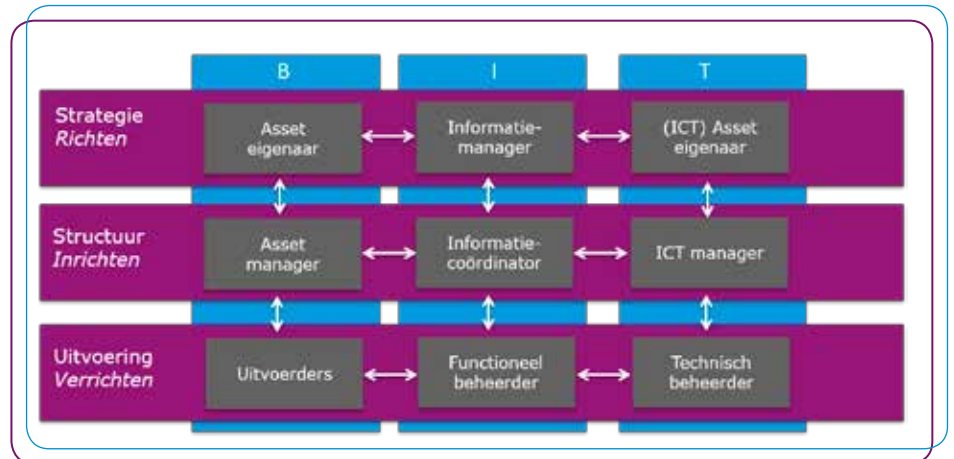 B
I
T
Strategie
Richten
Asset
eigenaar
Informatie-
manager
(ICT) Asset
eigenaar
Structuur
Inrichten
Asset
manager
Informatie-
coördinator
ICT manager
Uitvoering
Verrichten
Uitvoerders
Functioneel
beheerder
Technisch
beheerder